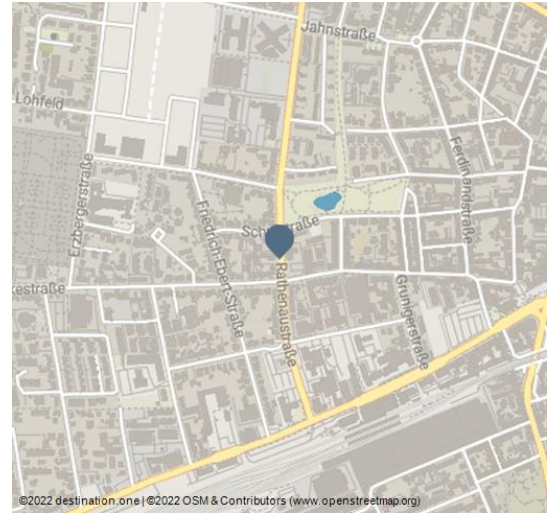 Jahnstraße
Lohfeld
Erzbergerstraße
Friedrich-Ebert-Straße
Ferdinandstraße
kestraße
Rathenaustraße
Grunigerstraße
©2022 destination.one | ©2022 OSM & Contributors (www.openstreetmap.org)